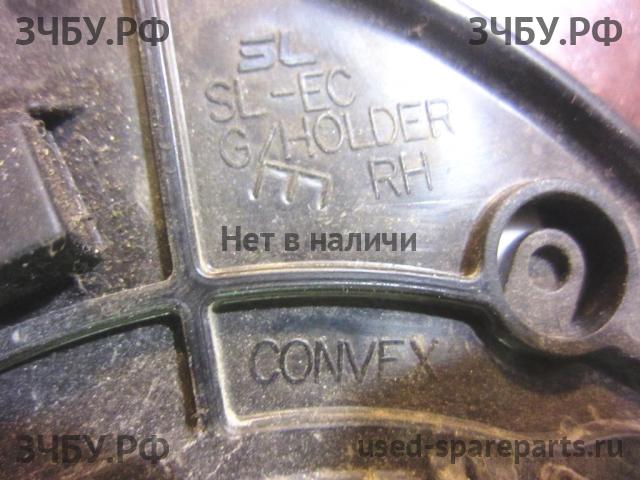 ЗЧБУ.РФ ЗЧБУ.РФ
SL
SL-EC
G/HOLDER
RH
Нет в наличи
CONVEX
ЗЧБУ.РФ used-spareparts.ru